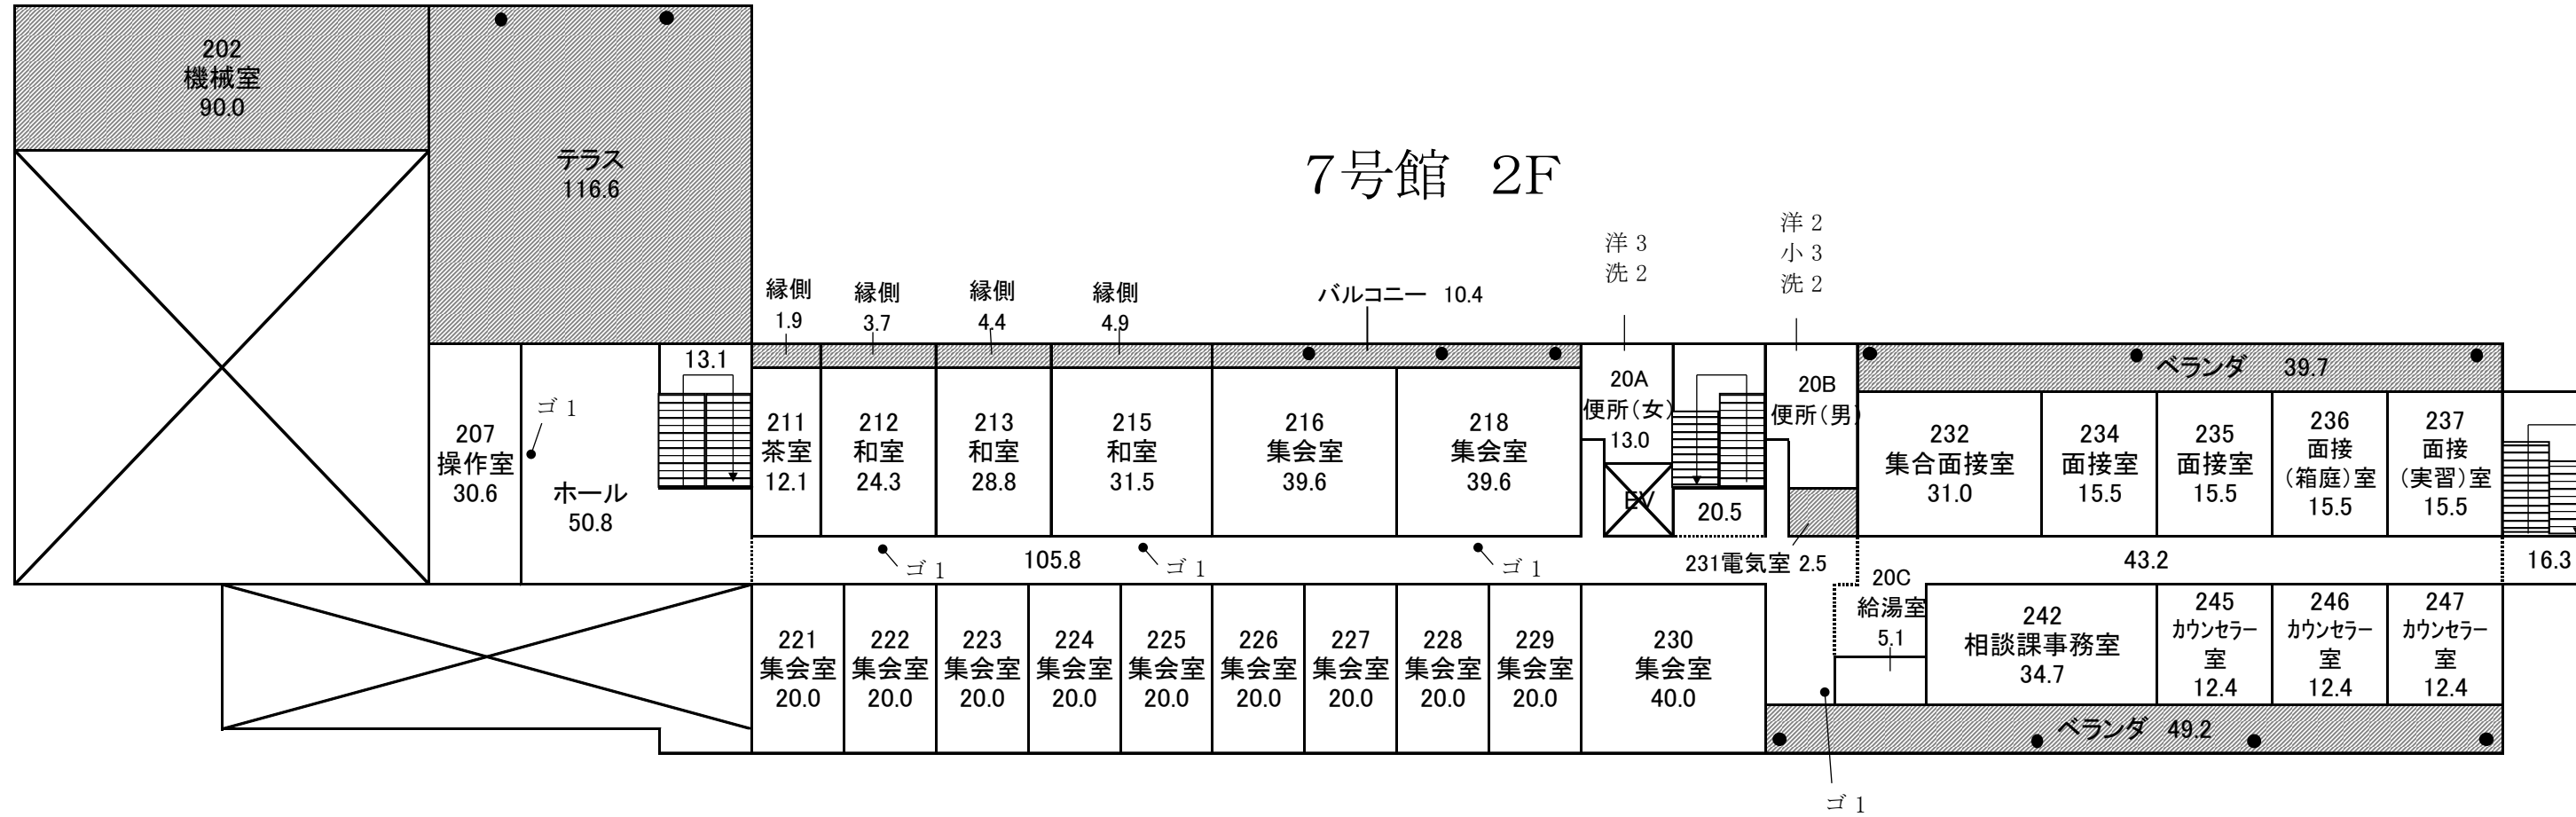 202
機械室
90.0
テラス
116.6
７号館　２F
洋３
洗２
洋２
小３
洗２
縁側
1.9
縁側
3.7
縁側
4.4
縁側
4.9
バルコニー　10.4
13.1
ゴ１
207
操作室
30.6
ホール
50.8
211
茶室
12.1
212
和室
24.3
213
和室
28.8
215
和室
31.5
216
集会室
39.6
218
集会室
39.6
20A
便所（女）
13.0
EV
20.5
20B
便所（男）
ベランダ　39.7
232
集合面接室
31.0
234
面接室
15.5
235
面接室
15.5
236
面接
（箱庭）室
15.5
237
面接
（実習）室
15.5
ゴ１
105.8
ゴ１
ゴ１
231電気室 2.5
43.2
16.3
221
集会室
20.0
222
集会室
20.0
223
集会室
20.0
224
集会室
20.0
225
集会室
20.0
226
集会室
20.0
227
集会室
20.0
228
集会室
20.0
229
集会室
20.0
230
集会室
40.0
20C
給湯室
5.1
242
相談課事務室
34.7
245
カウンセラー
室
12.4
246
カウンセラー
室
12.4
247
カウンセラー
室
12.4
ベランダ　49.2
ゴ１